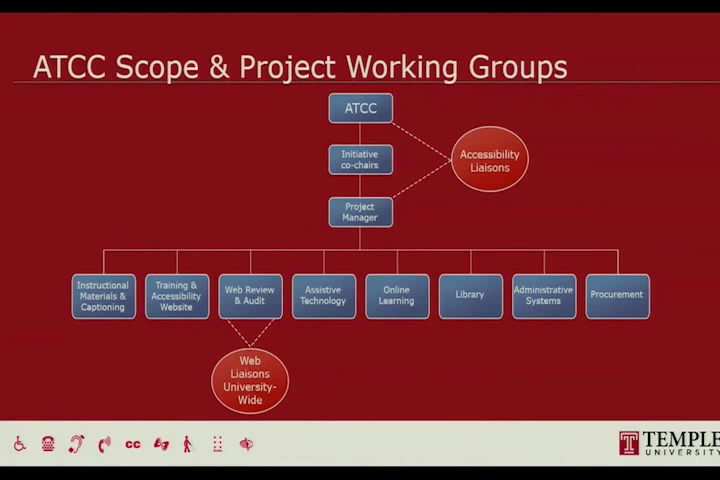 ATCC Scope & Project Working Groups
ATCC
Initiative
co-chairs
Accessibility
Liaisons
Project
Manager
Instructional
Materials &
Captioning
Training &
Accessibility
Website
Web Review
& Audit
Assistive
Technology
Online
Learning
Library
Administrative
Systems
Procurement
Web
Liaisons
University-
Wide
CC
T TEMPLE
UNIVERSITY